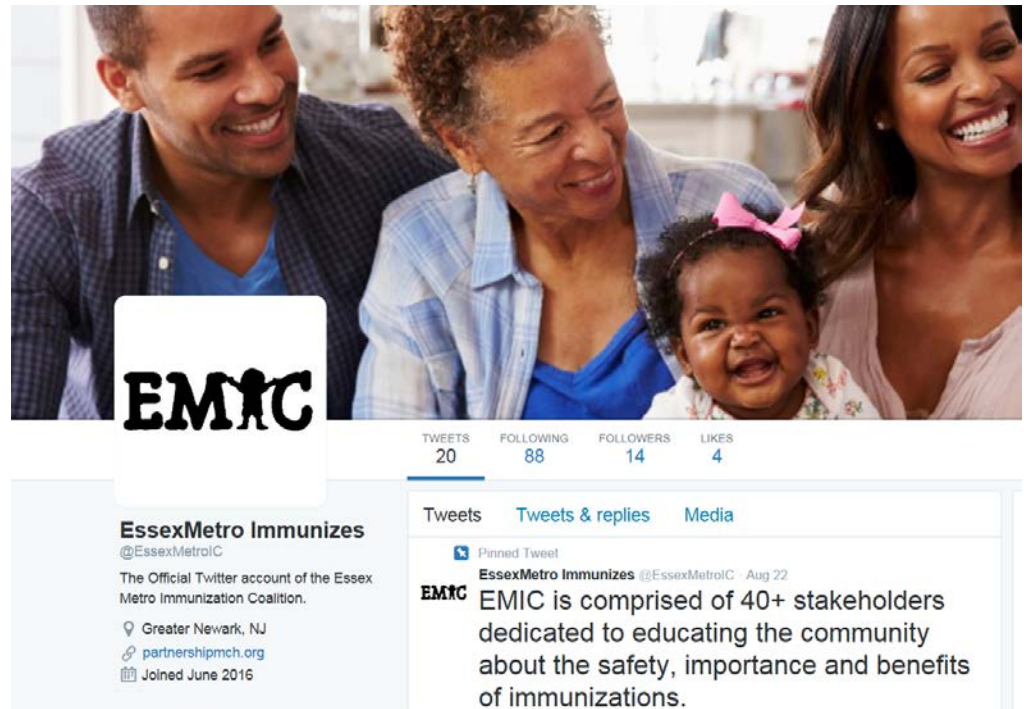 EMIC
TWEETS FOLLOWING FOLLOWERS LIKES
20 88 14 4
EssexMetro Immunizes
@EssexMetroIC
The Official Twitter account of the Essex
Metro Immunization Coalition.
Greater Newark, NJ
partnershipmch.org
Joined June 2016
Tweets Tweets & replies Media
Pinned Tweet
EssexMetro Immunizes @EssexMetroIC · Aug 22
EMIC
EMIC is comprised of 40+ stakeholders
dedicated to educating the community
about the safety, importance and benefits
of immunizations.